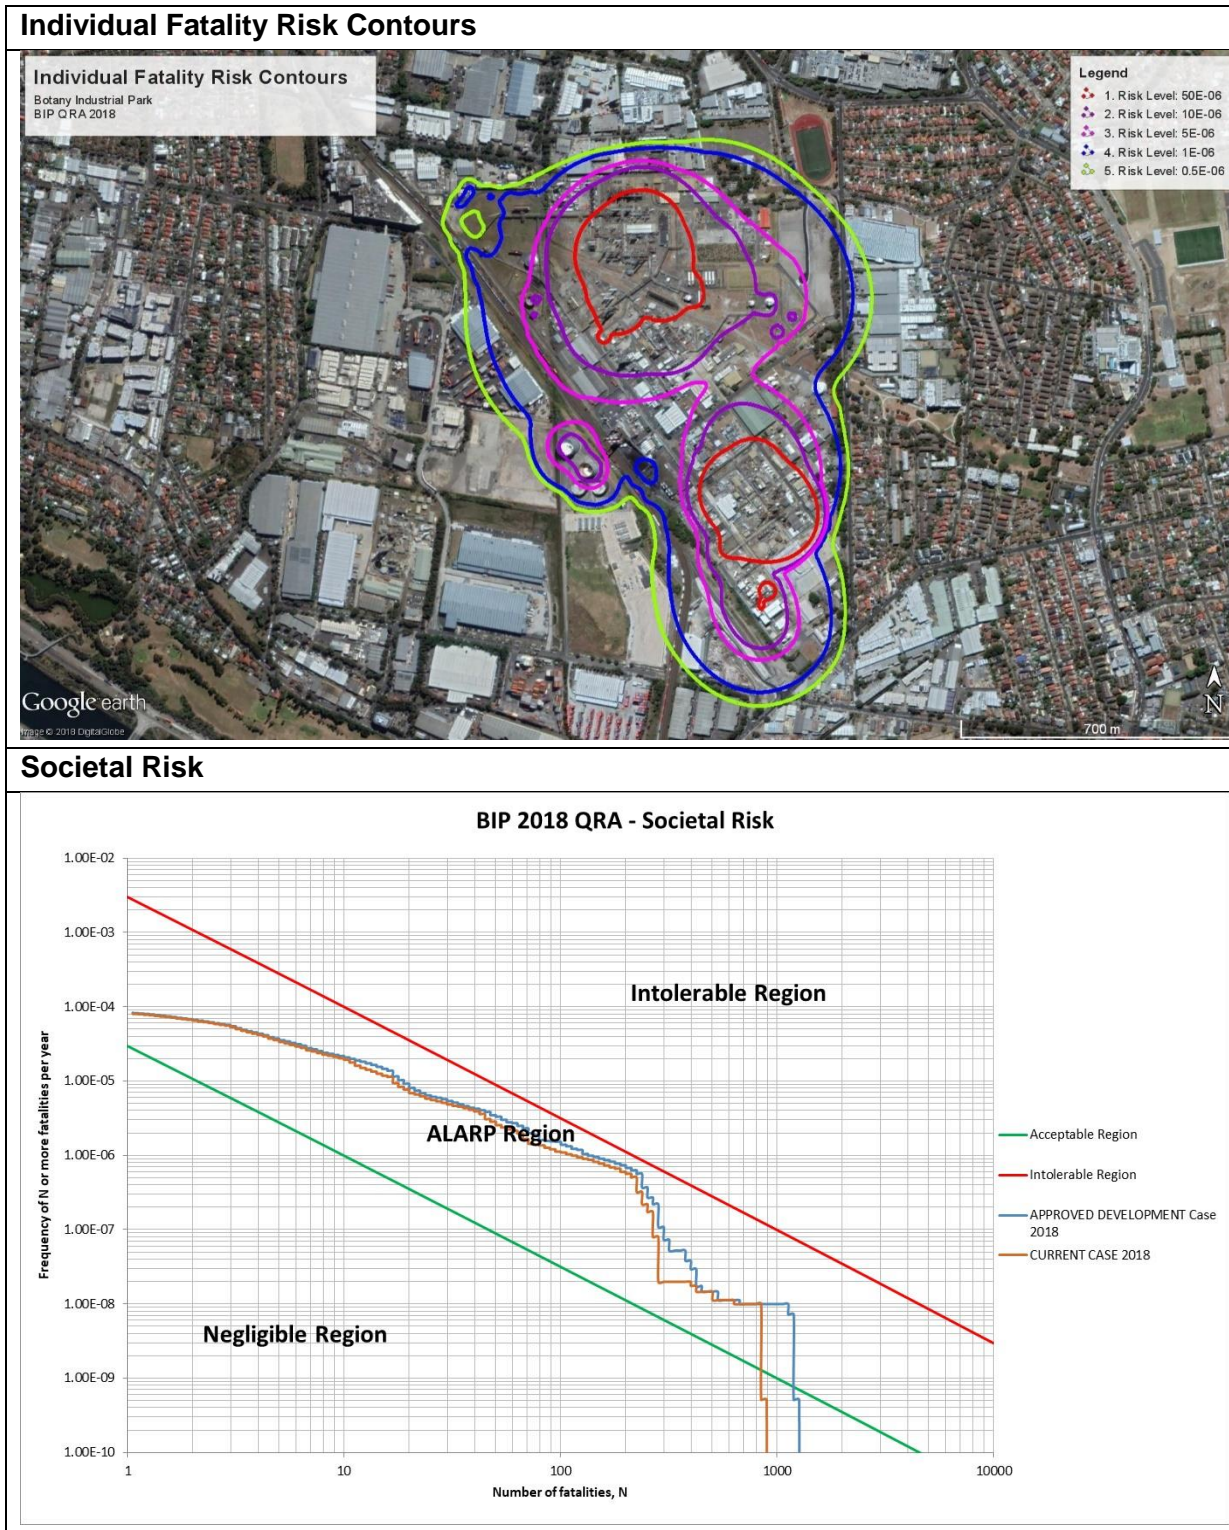 Individual Fatality Risk Contours
Individual Fatality Risk Contours
Botany Industrial Park
BIP QRA 2018
Legend
1. Risk Level: 50E-06
2. Risk Level: 10E-06
3. Risk Level: 5E-06
4. Risk Level: 1E-06
5. Risk Level: 0.5E-06
Google earth
Image © 2018 DigitalGlobe
N
700 m
Societal Risk
BIP 2018 QRA - Societal Risk
1.00E-02
1.00E-03
1.00E-04
1.00E-05
1.00E-06
1.00E-07
1.00E-08
1.00E-09
1.00E-10
Frequency of N or more fatalities per year
Intolerable Region
ALARP Region
Negligible Region
1
10
100
1000
10000
Number of fatalities, N
Acceptable Region
Intolerable Region
APPROVED DEVELOPMENT Case
2018
CURRENT CASE 2018